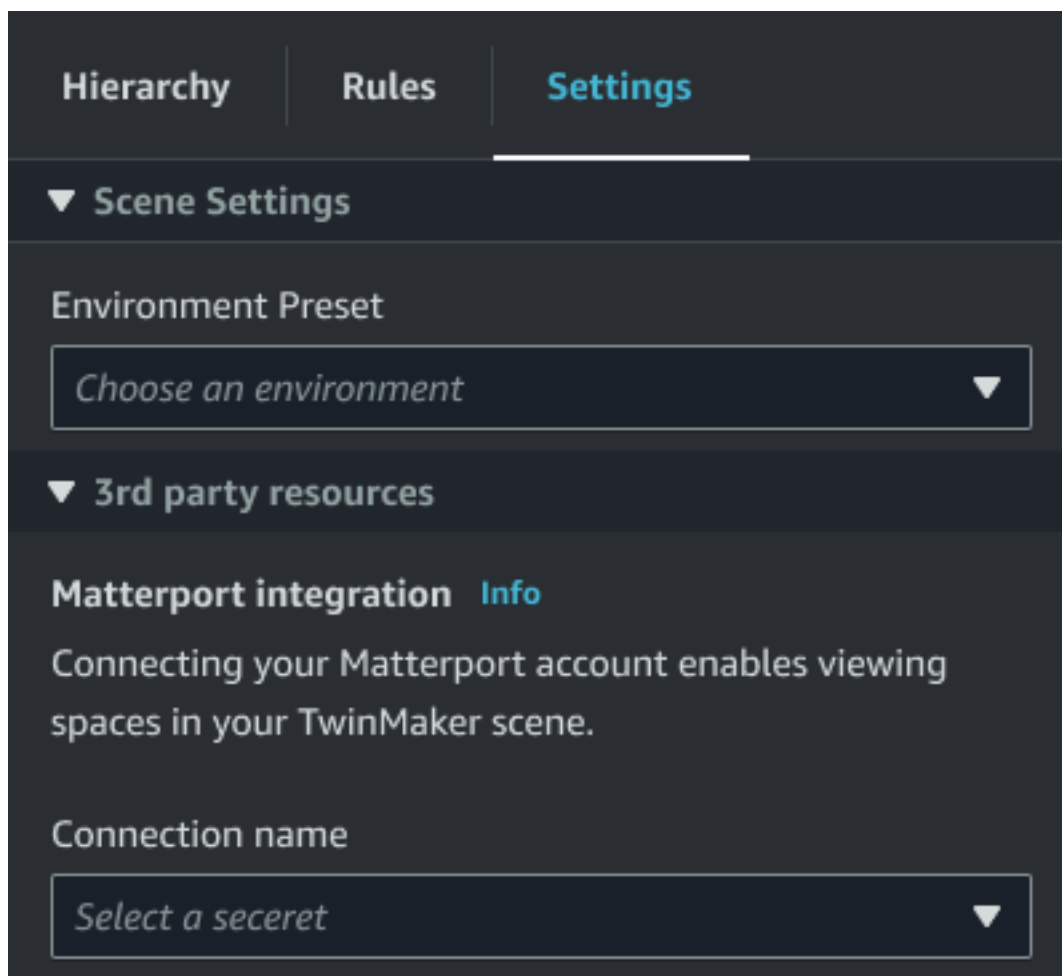 Hierarchy Rules Settings
Scene Settings
Environment Preset
Choose an environment
3rd party resources
Matterport integration Info
Connecting your Matterport account enables viewing
spaces in your TwinMaker scene.
Connection name
Select a seceret